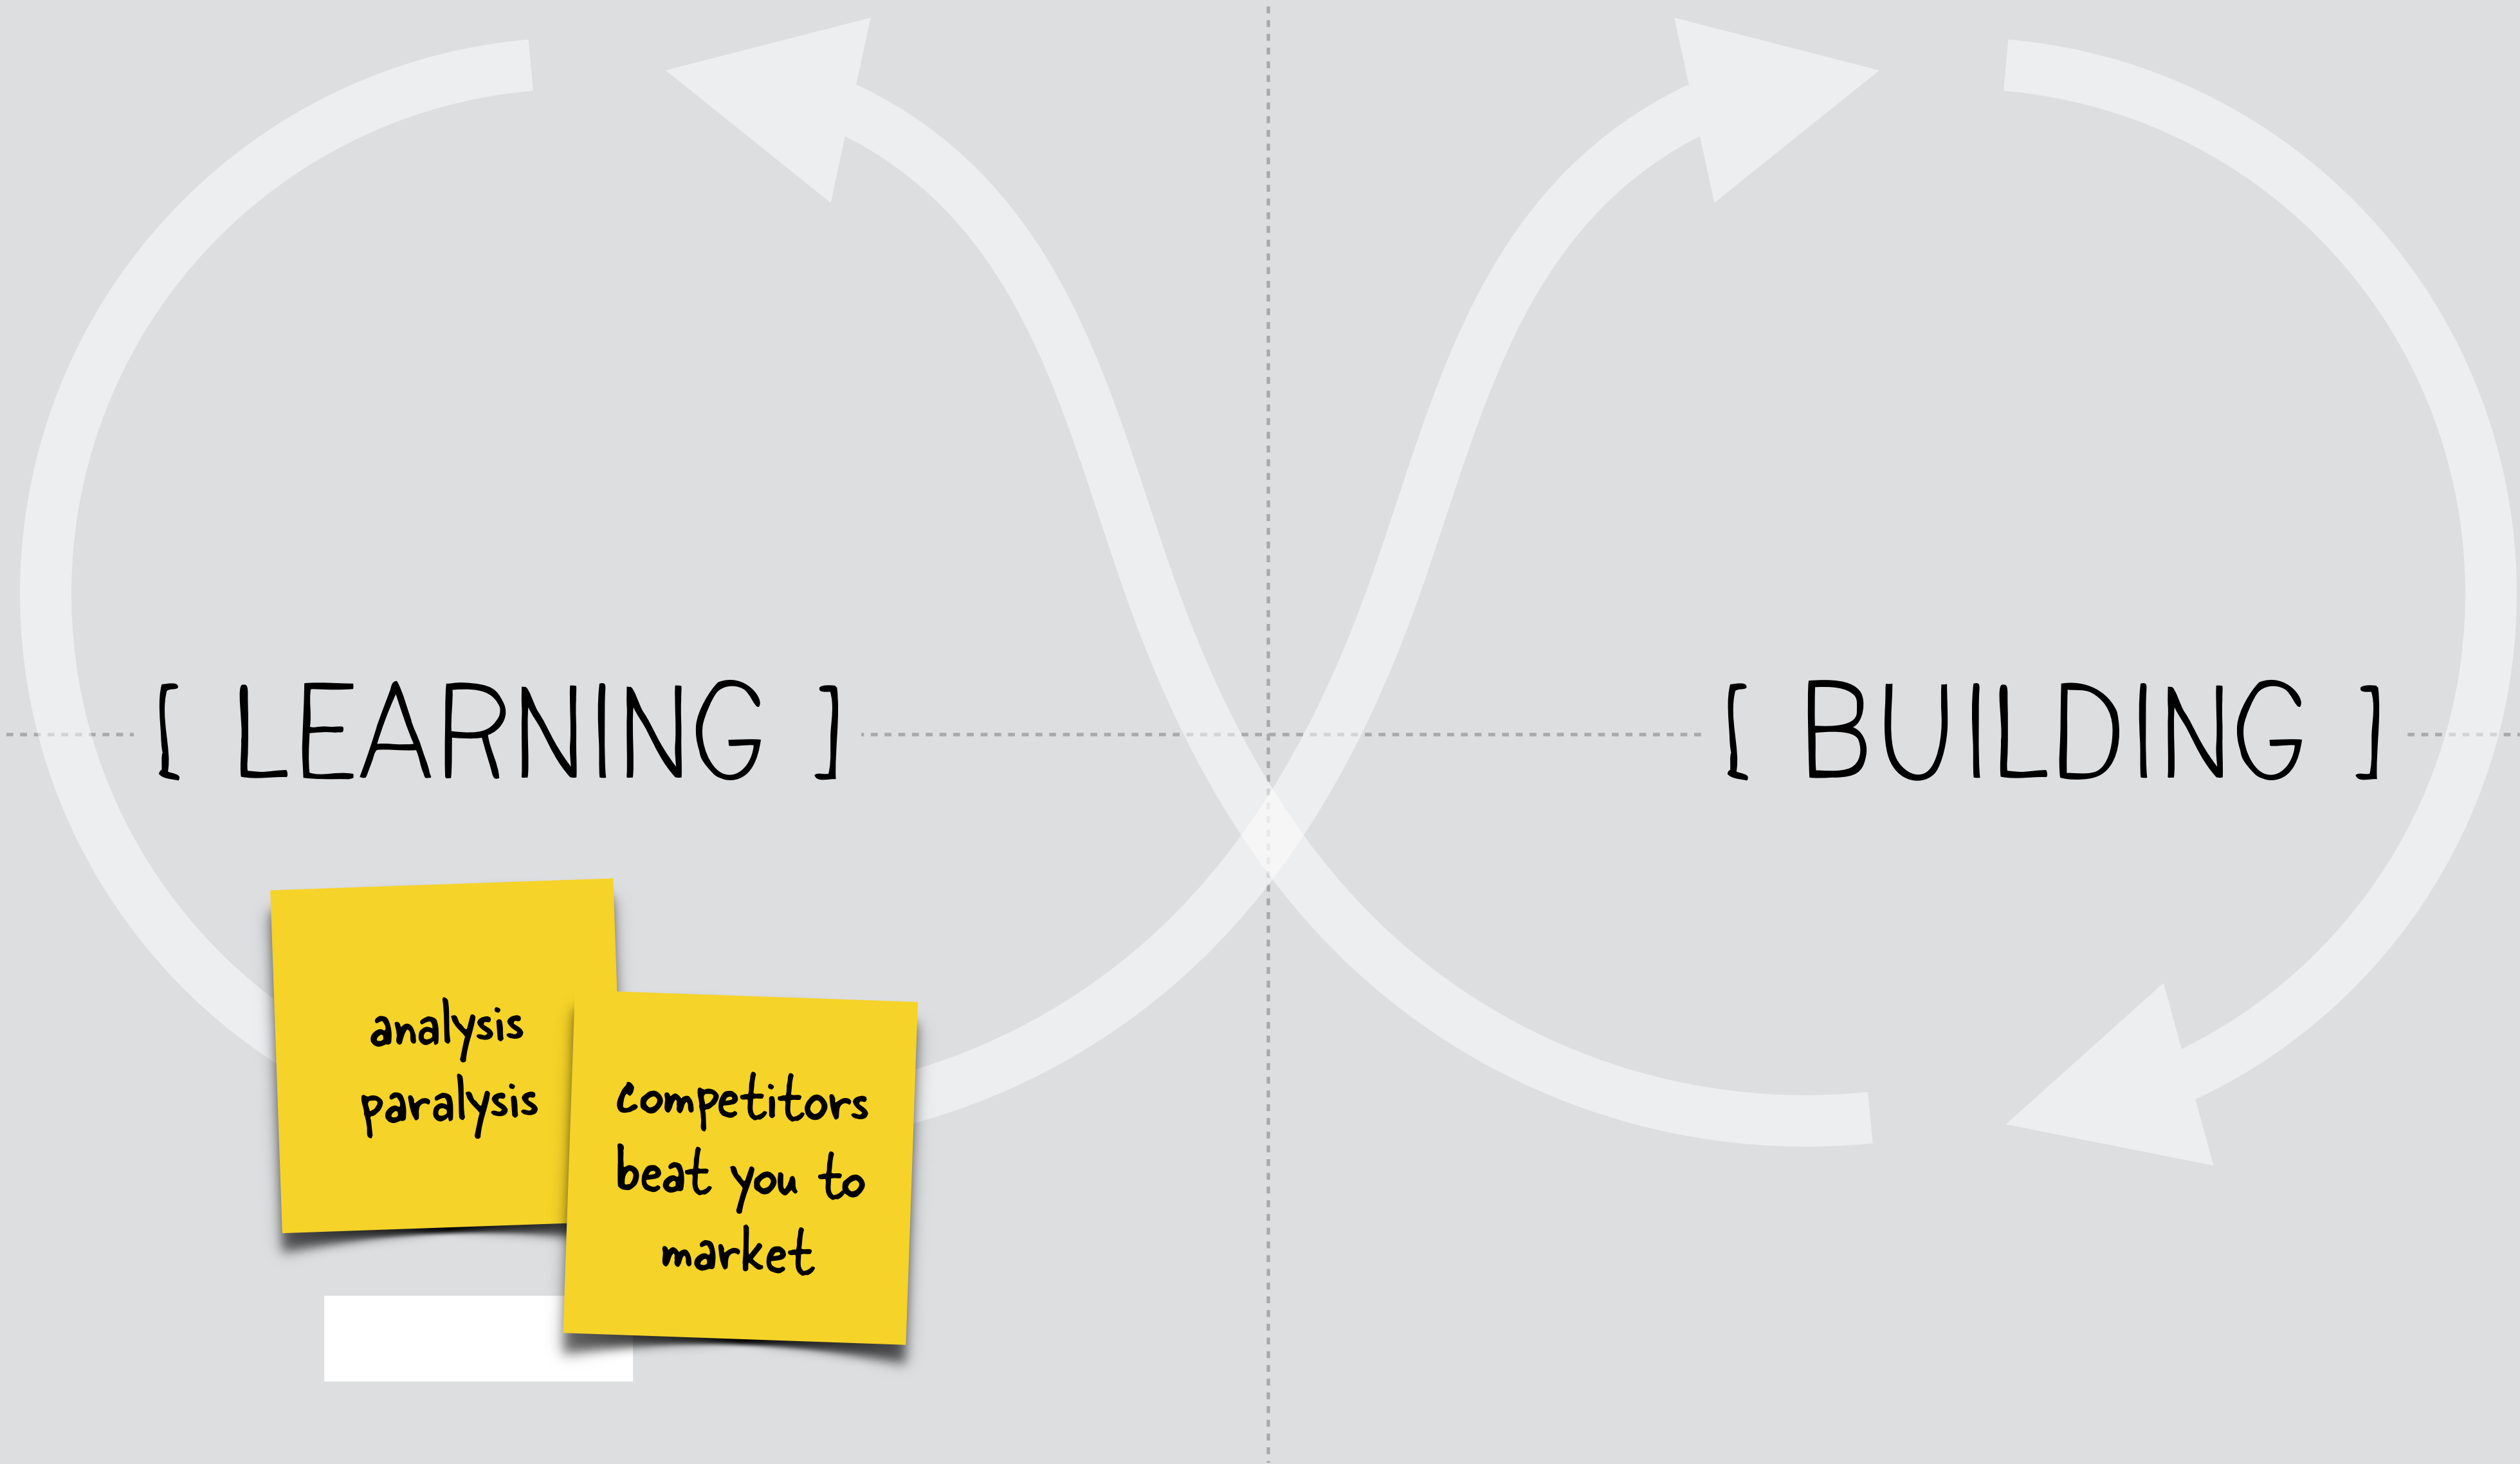 [ LEARNING ]
[ BUILDING ]
analysis
paralysis
competitors
beat you to
market